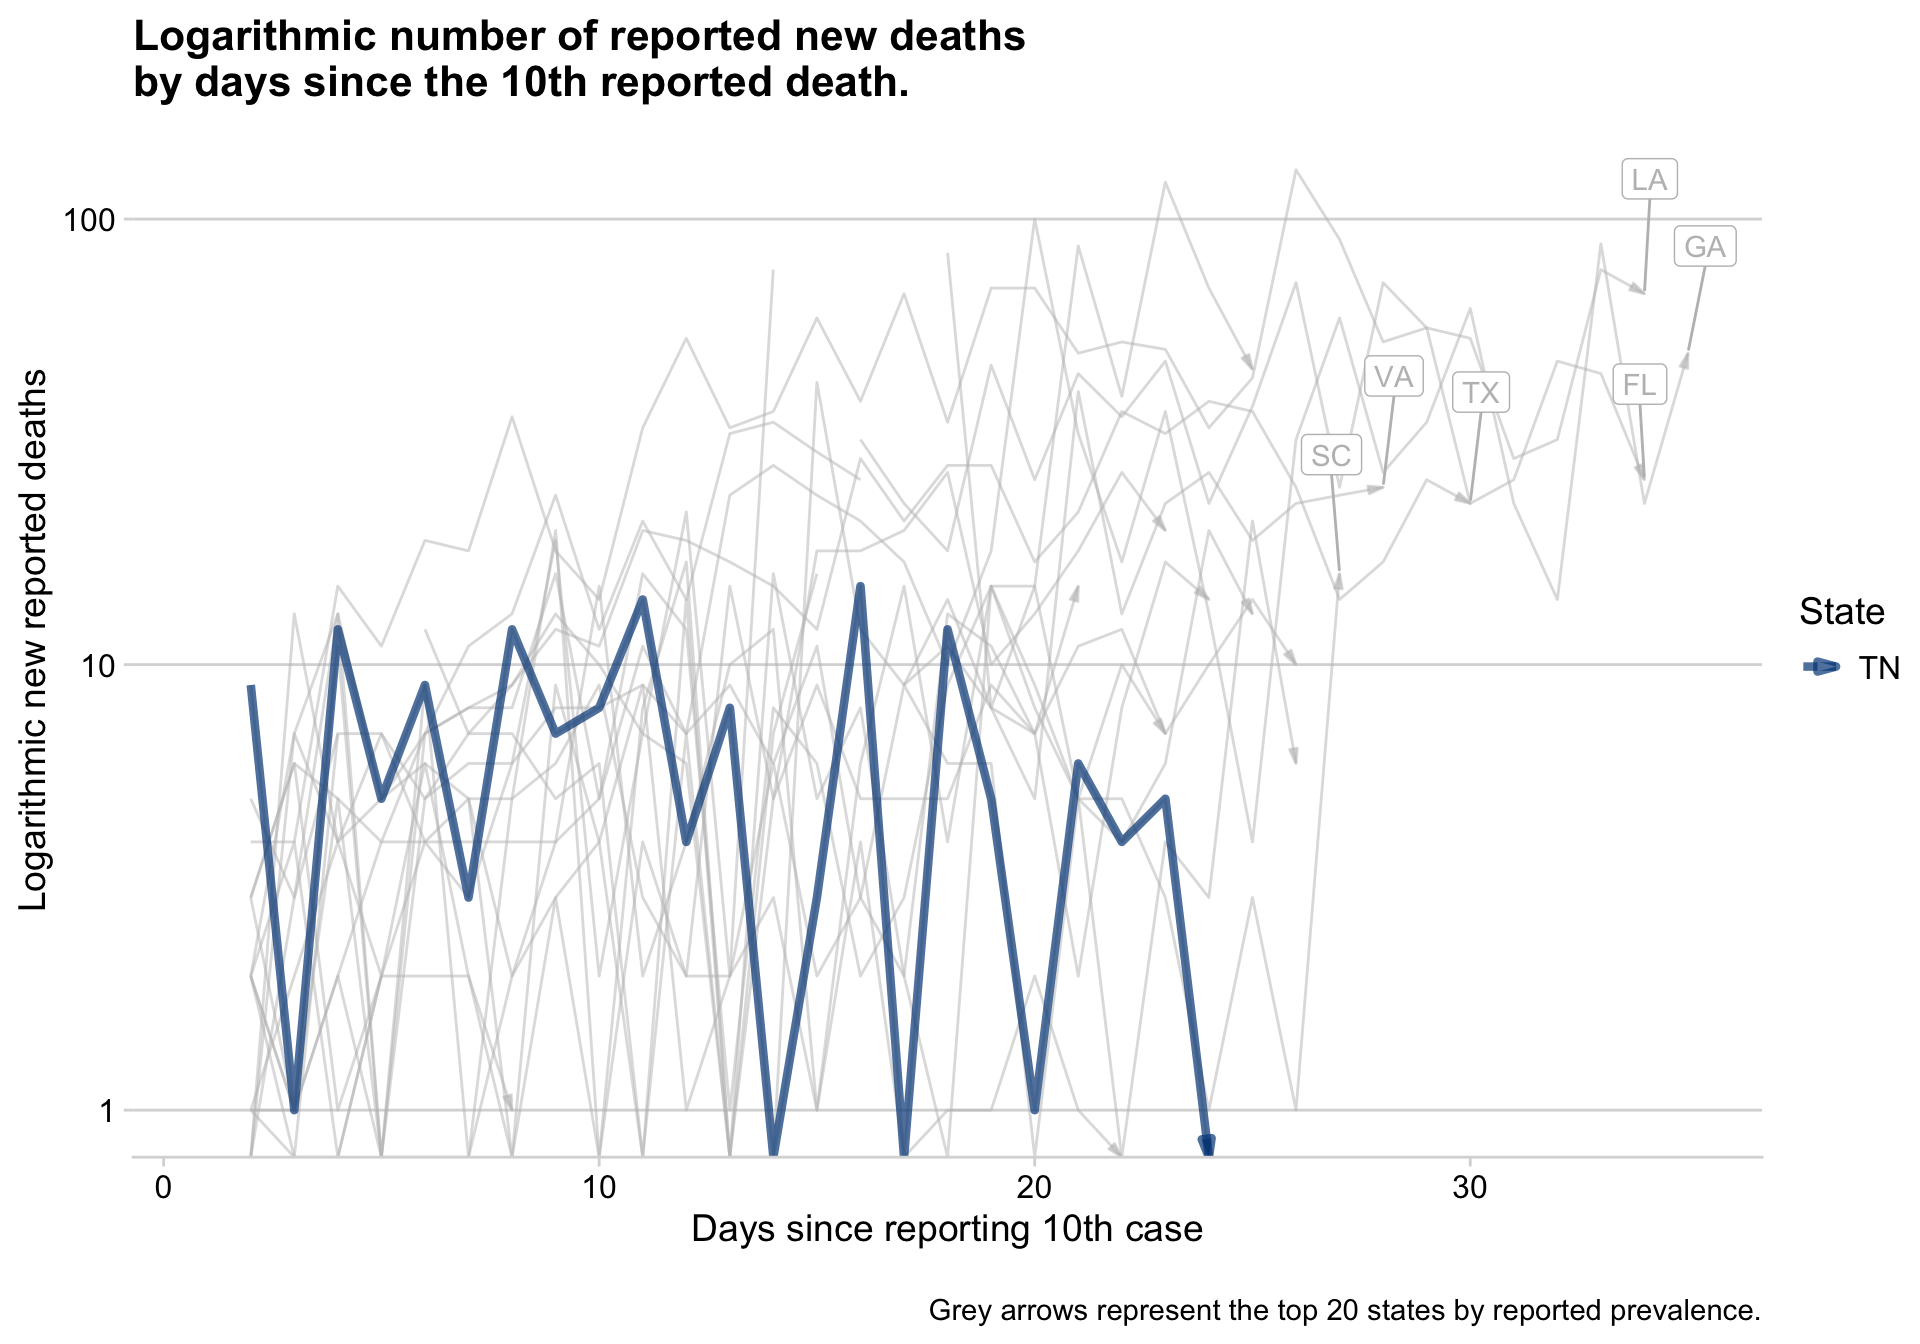 Logarithmic number of reported new deaths
by days since the 10th reported death.
Logarithmic new reported deaths
100
10
1
LA
GA
VA
TX
FL
SC
State
TN
0
10
20
30
Days since reporting 10th case
Grey arrows represent the top 20 states by reported prevalence.